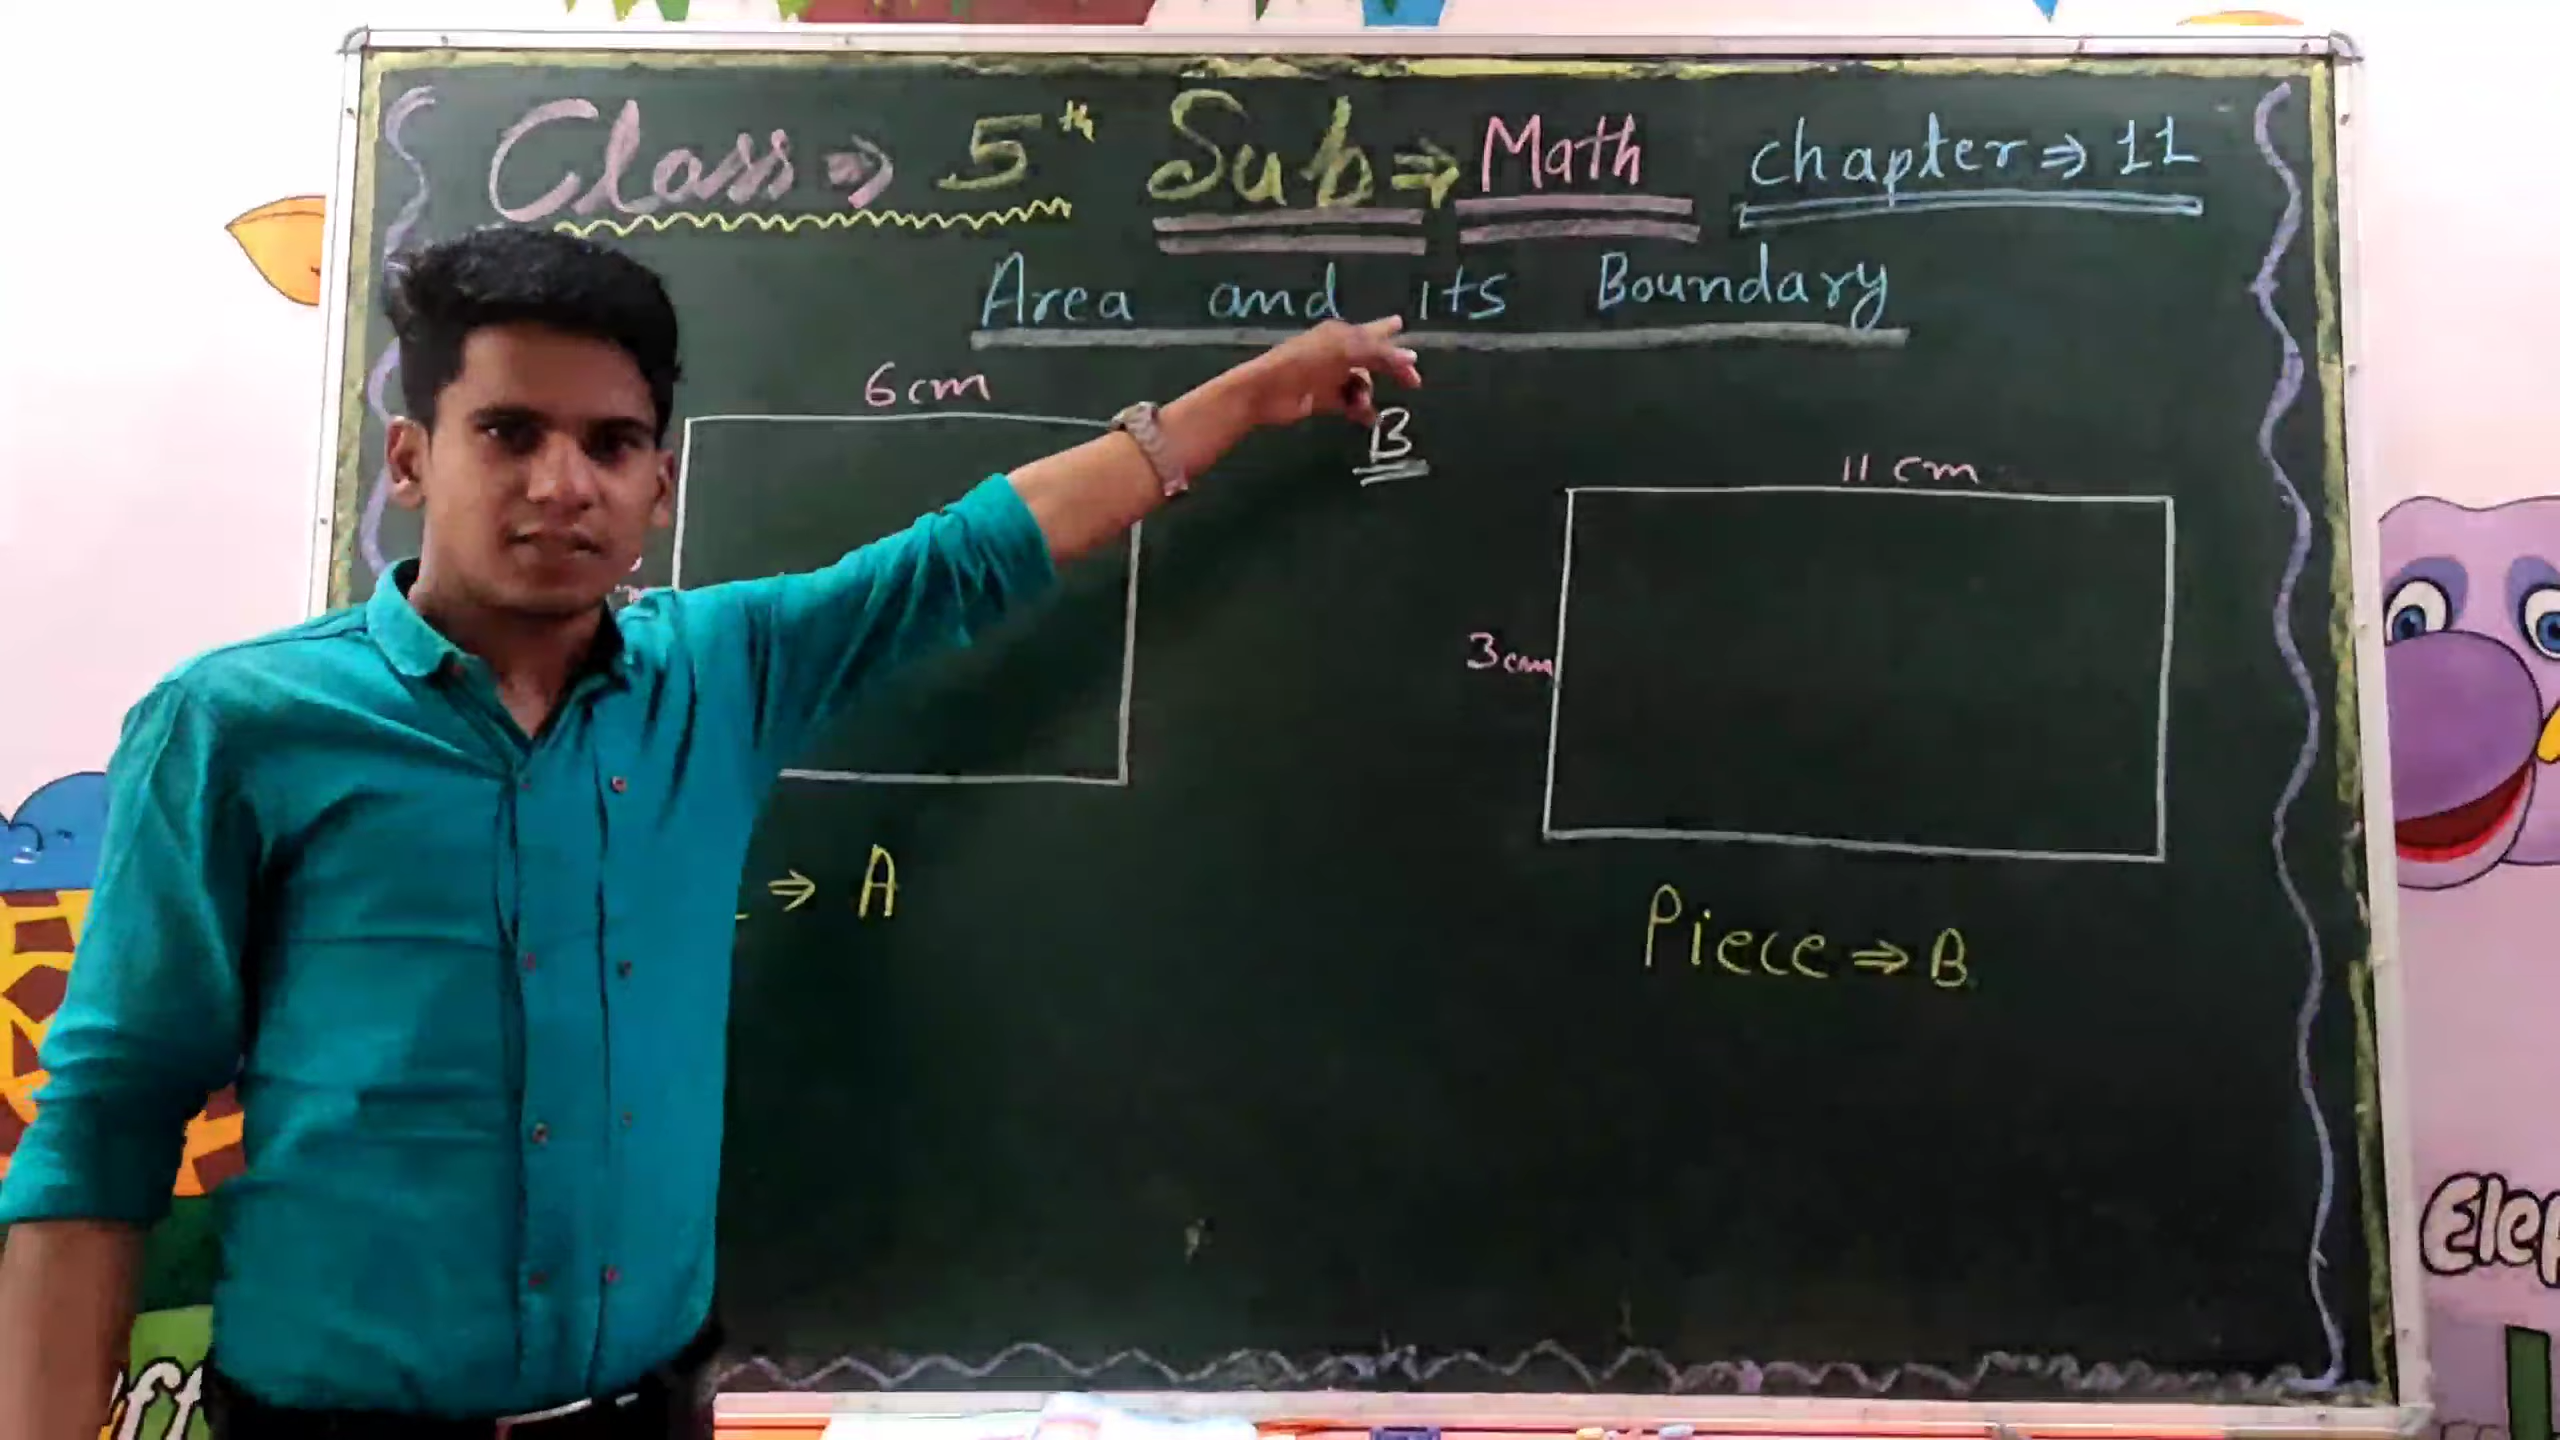 Class ⇒ 5th Sub ⇒ Math chapter ⇒ 11
Area and its Boundary
6cm
B
11 cm
3cm
⇒ A
Piece ⇒ B